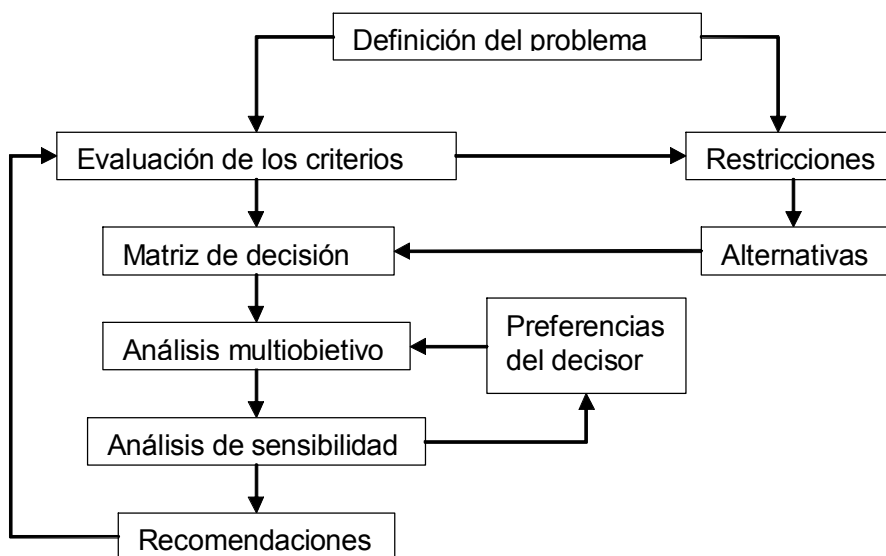 Definición del problema
Evaluación de los criterios
Restricciones
Matriz de decisión
Alternativas
Análisis multiobietivo
Preferencias
del decisor
Análisis de sensibilidad
Recomendaciones